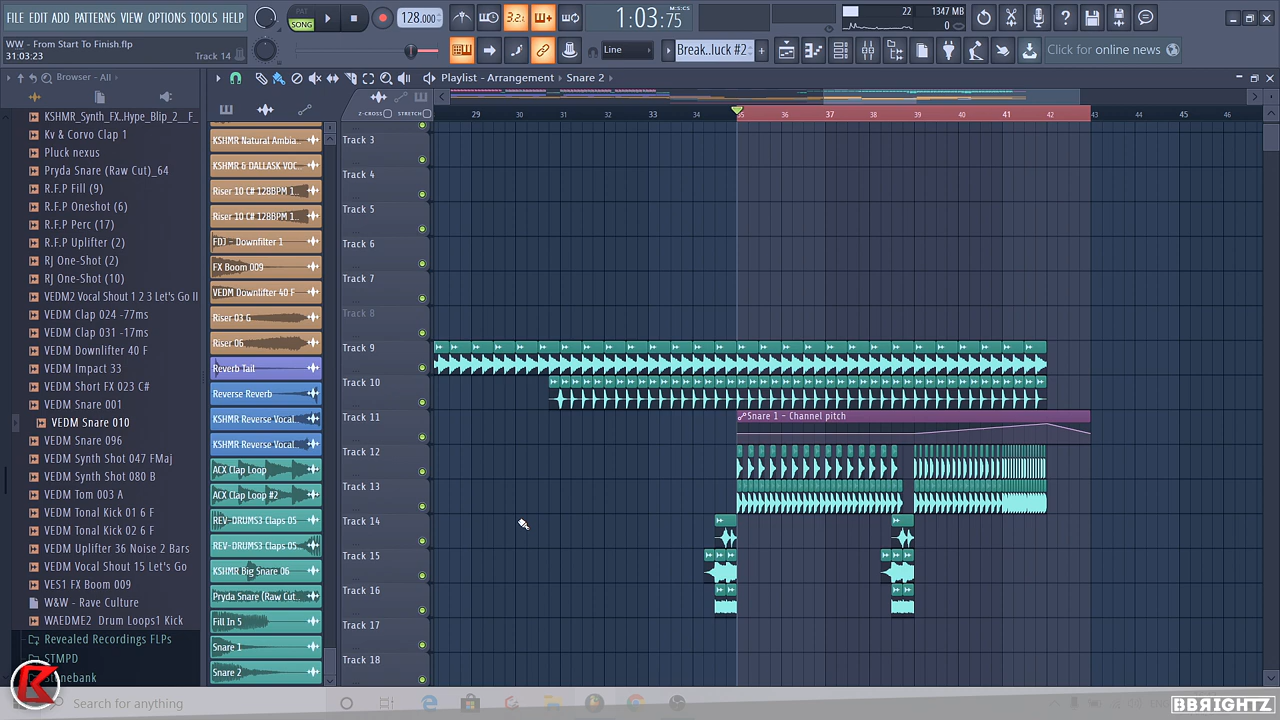 FILE EDIT ADD PATTERNS VIEW OPTIONS TOOLS HELP
PAT
SONG
128.000
3.2
1:03:75
M:S:CS
22
1347 MB
0
WW - From Start To Finish.flp
31:03:23
Track 14
Line
Break..luck #2
Click for online news
Browser - All
Playlist - Arrangement
Snare 2
Z-CROSS
STRETCH
29 30 31 32 33 34 35 36 37 38 39 40 41 42 43 44 45 46
KSHMR_Synth_FX_Hype_Blip_2__F
Kv & Corvo Clap 1
Pluck nexus
Pryda Snare (Raw Cut)_64
R.F.P Fill (9)
R.F.P Oneshot (6)
R.F.P Perc (17)
R.F.P Uplifter (2)
RJ One-Shot (2)
RJ One-Shot (10)
VEDM2 Vocal Shout 1 2 3 Let's Go II
VEDM Clap 024 -77ms
VEDM Clap 031 -17ms
VEDM Downlifter 40 F
VEDM Impact 33
VEDM Short FX 023 C#
VEDM Snare 001
VEDM Snare 010
VEDM Snare 096
VEDM Synth Shot 047 FMaj
VEDM Synth Shot 080 B
VEDM Tom 003 A
VEDM Tonal Kick 01 6 F
VEDM Tonal Kick 02 6 F
VEDM Uplifter 36 Noise 2 Bars
VEDM Vocal Shout 15 Let's Go
VES1 FX Boom 009
W&W - Rave Culture
WAEDME2_Drum Loops1 Kick
Revealed Recordings FLPs
STMPD
Stonebank
KSHMR Natural Ambia..
KSHMR & DALLASK VOC..
Riser 10 C# 128BPM 1..
Riser 10 C# 128BPM 1..
FDJ - Downfilter 1
FX Boom 009
VEDM Downlifter 40 F
Riser 03 G
Riser 06
Reverb Tail
Reverse Reverb
KSHMR Reverse Vocal..
KSHMR Reverse Vocal..
ACX Clap Loop
ACX Clap Loop #2
REV-DRUMS3 Claps 05
REV-DRUMS3 Claps 05
KSHMR Big Snare 06
Pryda Snare (Raw Cut..
Fill In 5
Snare 1
Snare 2
Track 3
Track 4
Track 5
Track 6
Track 7
Track 8
Track 9
Track 10
Track 11
Snare 1 - Channel pitch
Track 12
Track 13
Track 14
Track 15
Track 16
Track 17
Track 18
Search for anything
BBRIGHTZ